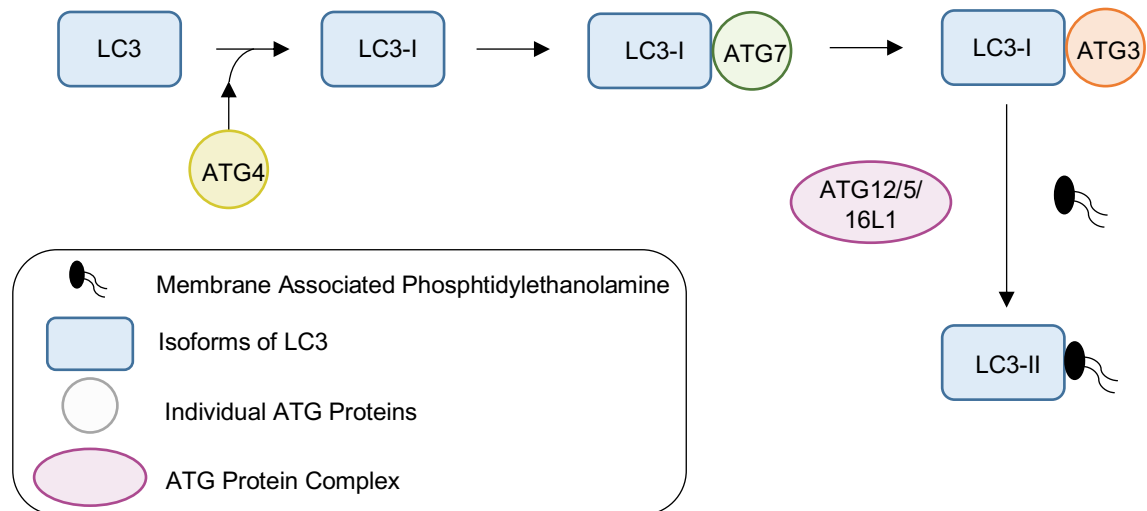 LC3
LC3-I
LC3-I
ATG7
LC3-I
ATG3
ATG4
ATG12/5/
16L1
Membrane Associated Phosphtidylethanolamine
Isoforms of LC3
LC3-II
Individual ATG Proteins
ATG Protein Complex